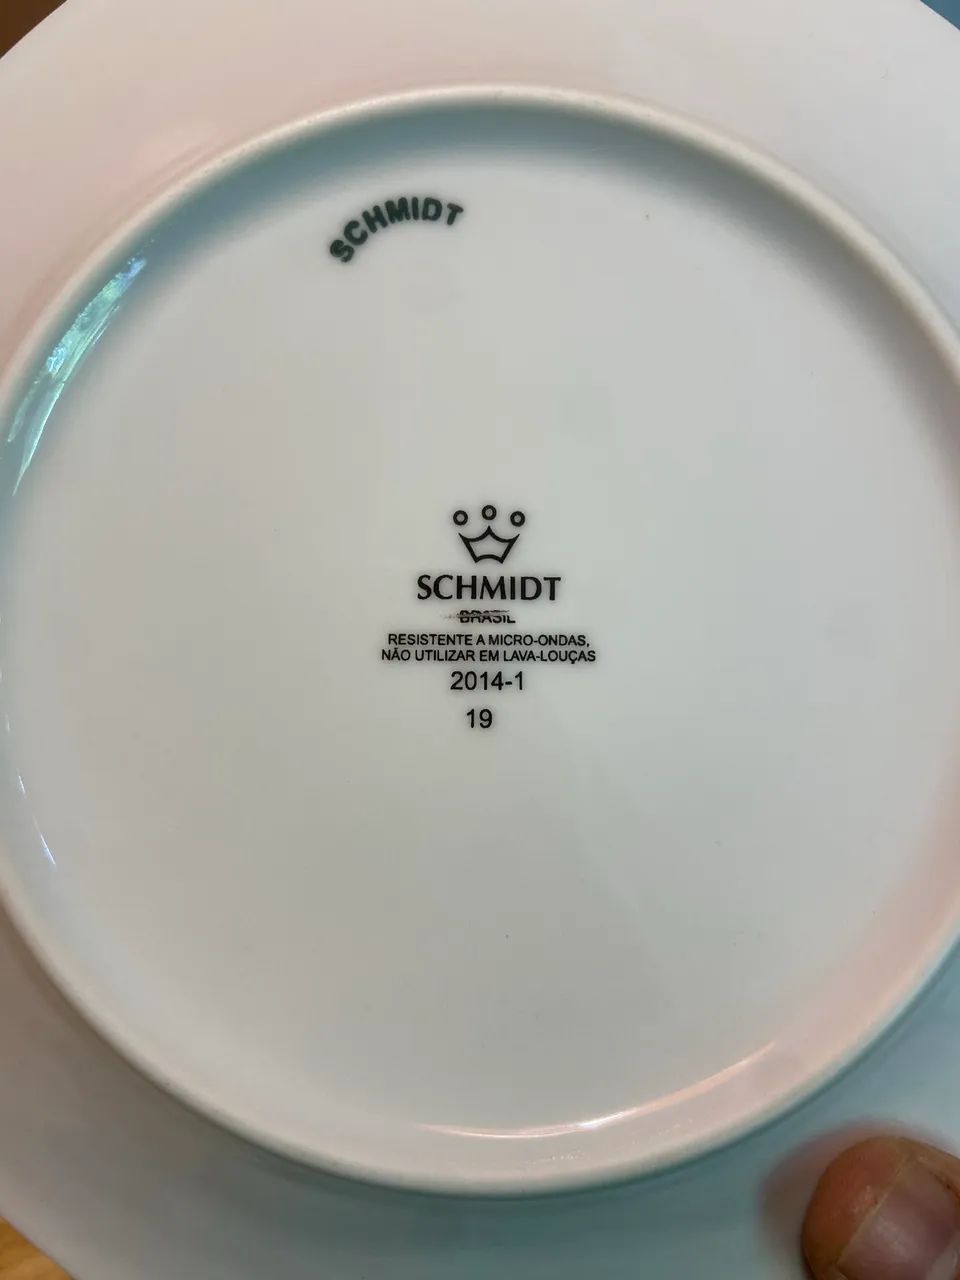 SCHMIDT
SCHMIDT
BRASIL
RESISTENTE A MICRO-ONDAS,
NÃO UTILIZAR EM LAVA-LOUÇAS
2014-1
19